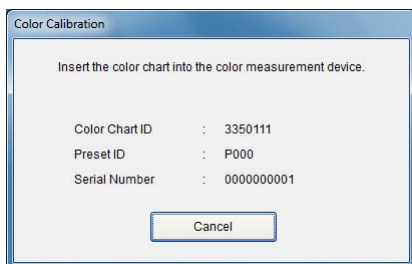 Color Calibration
Insert the color chart into the color measurement device.
Color Chart ID : 3350111
Preset ID : P000
Serial Number : 0000000001
Cancel